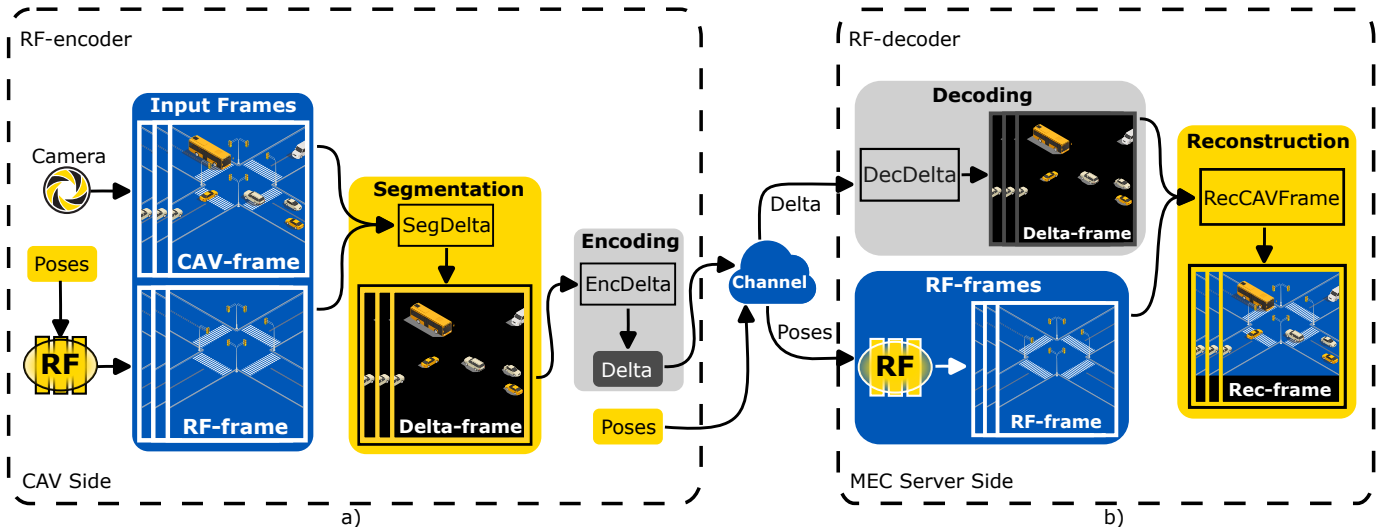 RF-encoder
Camera
Poses
RF
Input Frames
CAV-frame
RF-frame
Segmentation
SegDelta
Delta-frame
Encoding
EncDelta
Delta
Poses
CAV Side
a)
Delta
Channel
Poses
RF-decoder
Decoding
DecDelta
Delta-frame
RF-frames
RF
RF-frame
Reconstruction
RecCAVFrame
Rec-frame
MEC Server Side
b)